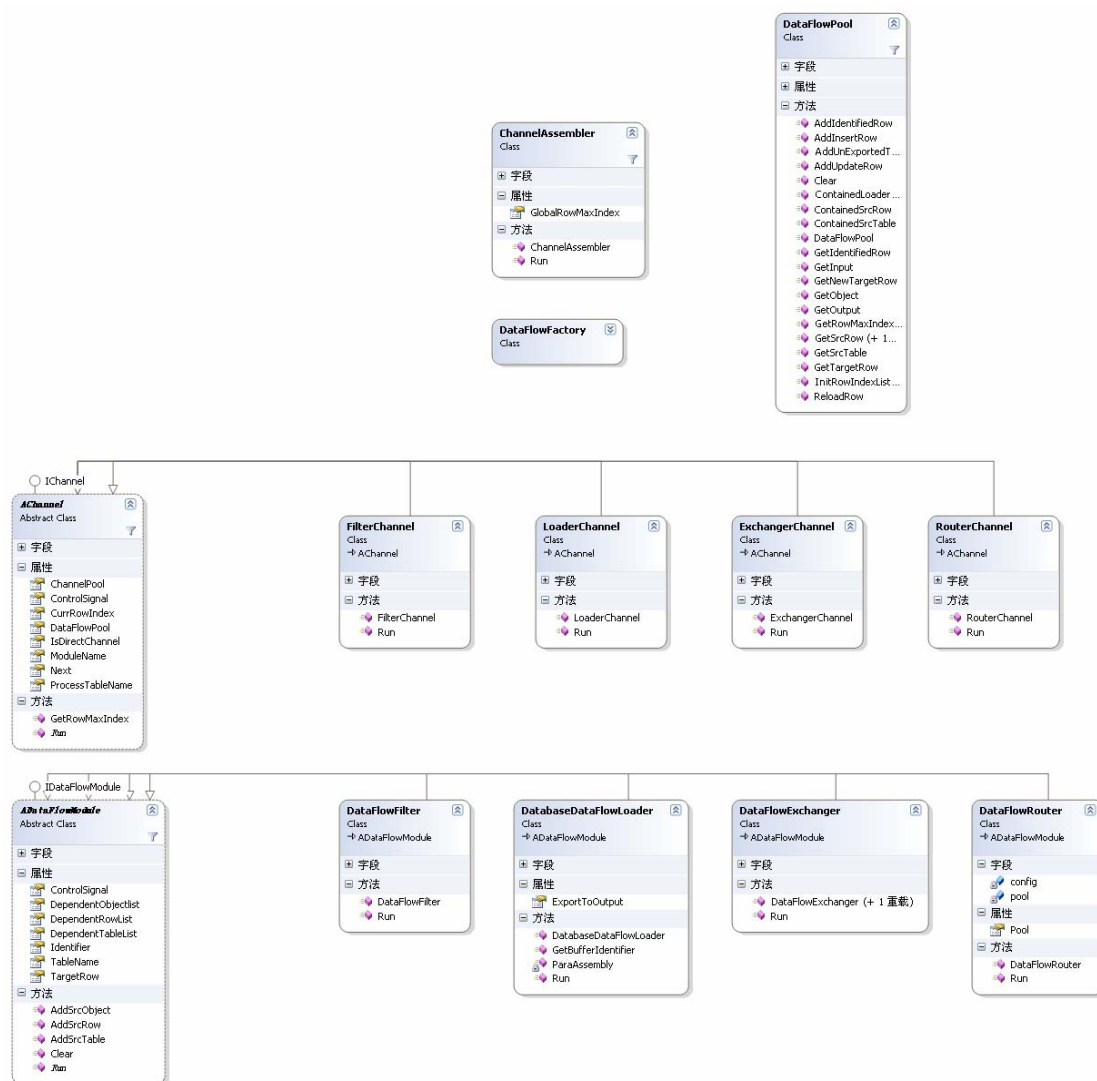 DataFlowPool
Class
字段
属性
方法
AddIdentifiedRow
AddInsertRow
AddUnExportedT...
AddUpdateRow
Clear
ContainedLoader...
ContainedSrcRow
ContainedSrcTable
DataFlowPool
GetIdentifiedRow
GetInput
GetNewTargetRow
GetObject
GetOutput
GetRowMaxIndex...
GetSrcRow (+ 1...
GetSrcTable
GetTargetRow
InitRowIndexList...
ReloadRow
ChannelAssembler
Class
字段
属性
GlobalRowMaxIndex
方法
ChannelAssembler
Run
DataFlowFactory
Class
IChannel
AChannel
Abstract Class
字段
属性
ChannelPool
ControlSignal
CurrRowIndex
DataFlowPool
IsDirectChannel
ModuleName
Next
ProcessTableName
方法
GetRowMaxIndex
Run
FilterChannel
Class
AChannel
字段
方法
FilterChannel
Run
LoaderChannel
Class
AChannel
字段
方法
LoaderChannel
Run
ExchangerChannel
Class
AChannel
字段
方法
ExchangerChannel
Run
RouterChannel
Class
AChannel
字段
方法
RouterChannel
Run
IDataFlowModule
ADataFlowModule
Abstract Class
字段
属性
ControlSignal
DependentObjectlist
DependentRowList
DependentTableList
Identifier
TableName
TargetRow
方法
AddSrcObject
AddSrcRow
AddSrcTable
Clear
Run
DataFlowFilter
Class
ADataFlowModule
字段
方法
DataFlowFilter
Run
DatabaseDataFlowLoader
Class
ADataFlowModule
字段
属性
ExportToOutput
方法
DatabaseDataFlowLoader
GetBufferIdentifier
ParaAssembly
Run
DataFlowExchanger
Class
ADataFlowModule
字段
方法
DataFlowExchanger (+ 1 重载)
Run
DataFlowRouter
Class
ADataFlowModule
字段
config
pool
属性
Pool
方法
DataFlowRouter
Run